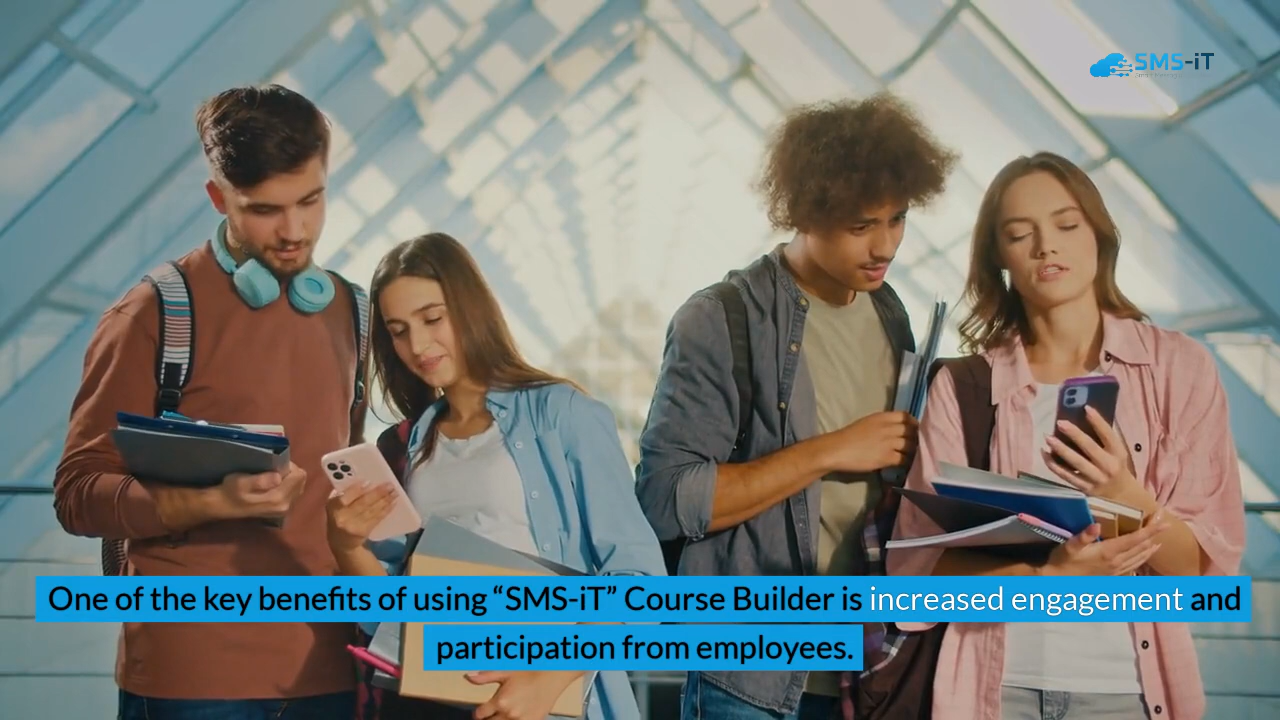 SMS-iT
One of the key benefits of using “SMS-iT” Course Builder is increased engagement and
participation from employees.